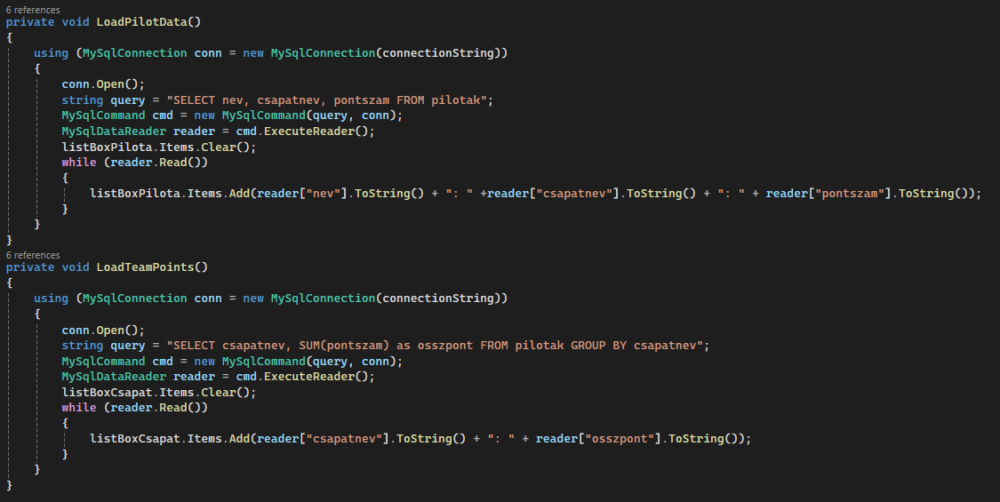 6 references
private void LoadPilotData()
{
    using (MySqlConnection conn = new MySqlConnection(connectionString))
    {
        conn.Open();
        string query = "SELECT nev, csapatnev, pontszam FROM pilotak";
        MySqlCommand cmd = new MySqlCommand(query, conn);
        MySqlDataReader reader = cmd.ExecuteReader();
        listBoxPilota.Items.Clear();
        while (reader.Read())
        {
            listBoxPilota.Items.Add(reader["nev"].ToString() + ": " +reader["csapatnev"].ToString() + ": " + reader["pontszam"].ToString());
        }
    }
}
6 references
private void LoadTeamPoints()
{
    using (MySqlConnection conn = new MySqlConnection(connectionString))
    {
        conn.Open();
        string query = "SELECT csapatnev, SUM(pontszam) as osszpont FROM pilotak GROUP BY csapatnev";
        MySqlCommand cmd = new MySqlCommand(query, conn);
        MySqlDataReader reader = cmd.ExecuteReader();
        listBoxCsapat.Items.Clear();
        while (reader.Read())
        {
            listBoxCsapat.Items.Add(reader["csapatnev"].ToString() + ": " + reader["osszpont"].ToString());
        }
    }
}